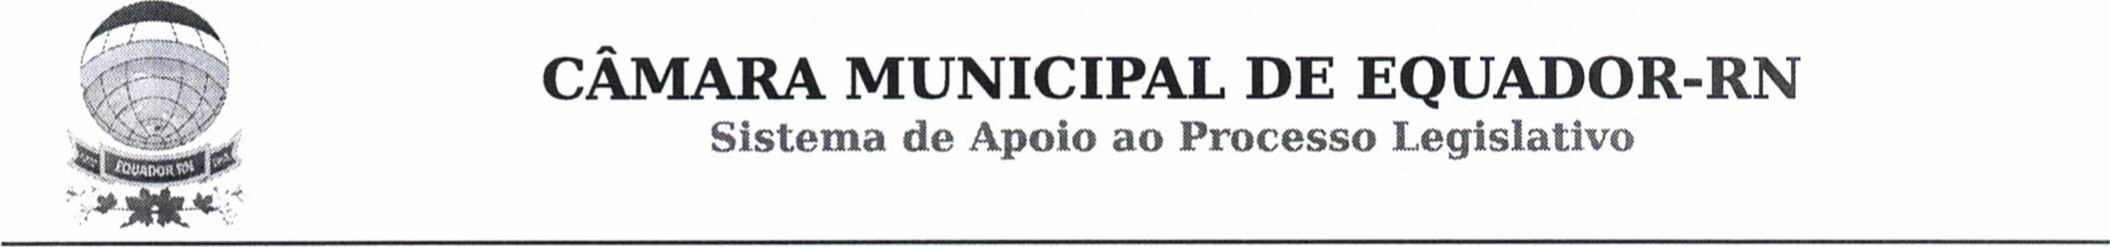 CÂMARA MUNICIPAL DE EQUADOR-RN
Sistema de Apoio ao Processo Legislativo
EQUADOR RN